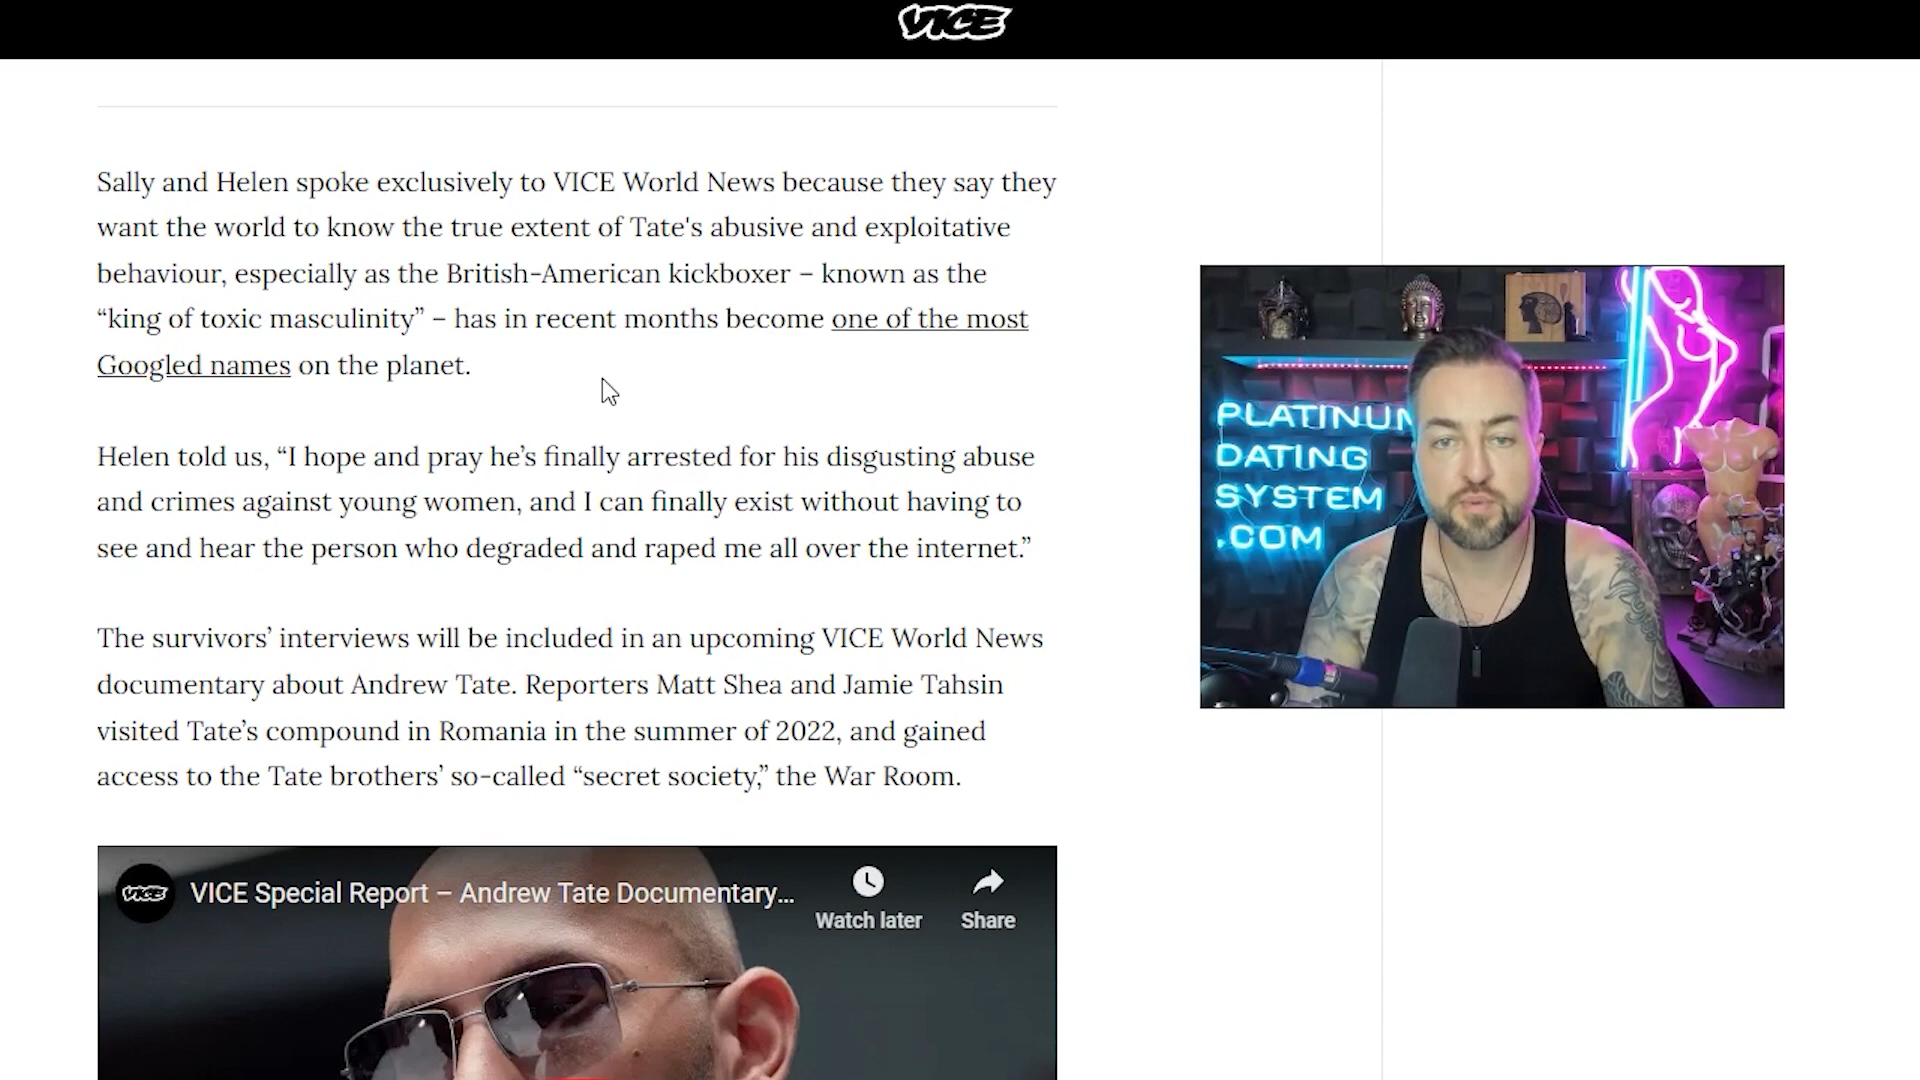 VICE
Sally and Helen spoke exclusively to VICE World News because they say they
want the world to know the true extent of Tate's abusive and exploitative
behaviour, especially as the British-American kickboxer – known as the
“king of toxic masculinity” – has in recent months become one of the most
Googled names on the planet.
Helen told us, “I hope and pray he’s finally arrested for his disgusting abuse
and crimes against young women, and I can finally exist without having to
see and hear the person who degraded and raped me all over the internet.”
The survivors’ interviews will be included in an upcoming VICE World News
documentary about Andrew Tate. Reporters Matt Shea and Jamie Tahsin
visited Tate’s compound in Romania in the summer of 2022, and gained
access to the Tate brothers’ so-called “secret society,” the War Room.
VICE
VICE Special Report – Andrew Tate Documentary...
Watch later
Share
PLATINUM
DATING
SYSTEM
.COM